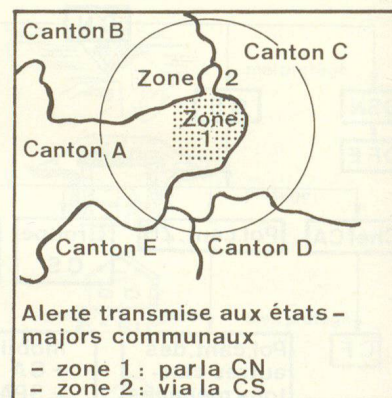 Canton B
Canton C
Zone 2
Zone
1
Canton A
Canton E
Canton D
Alerte transmise aux états–
majors communaux
– zone 1: par la CN
– zone 2: via la CS